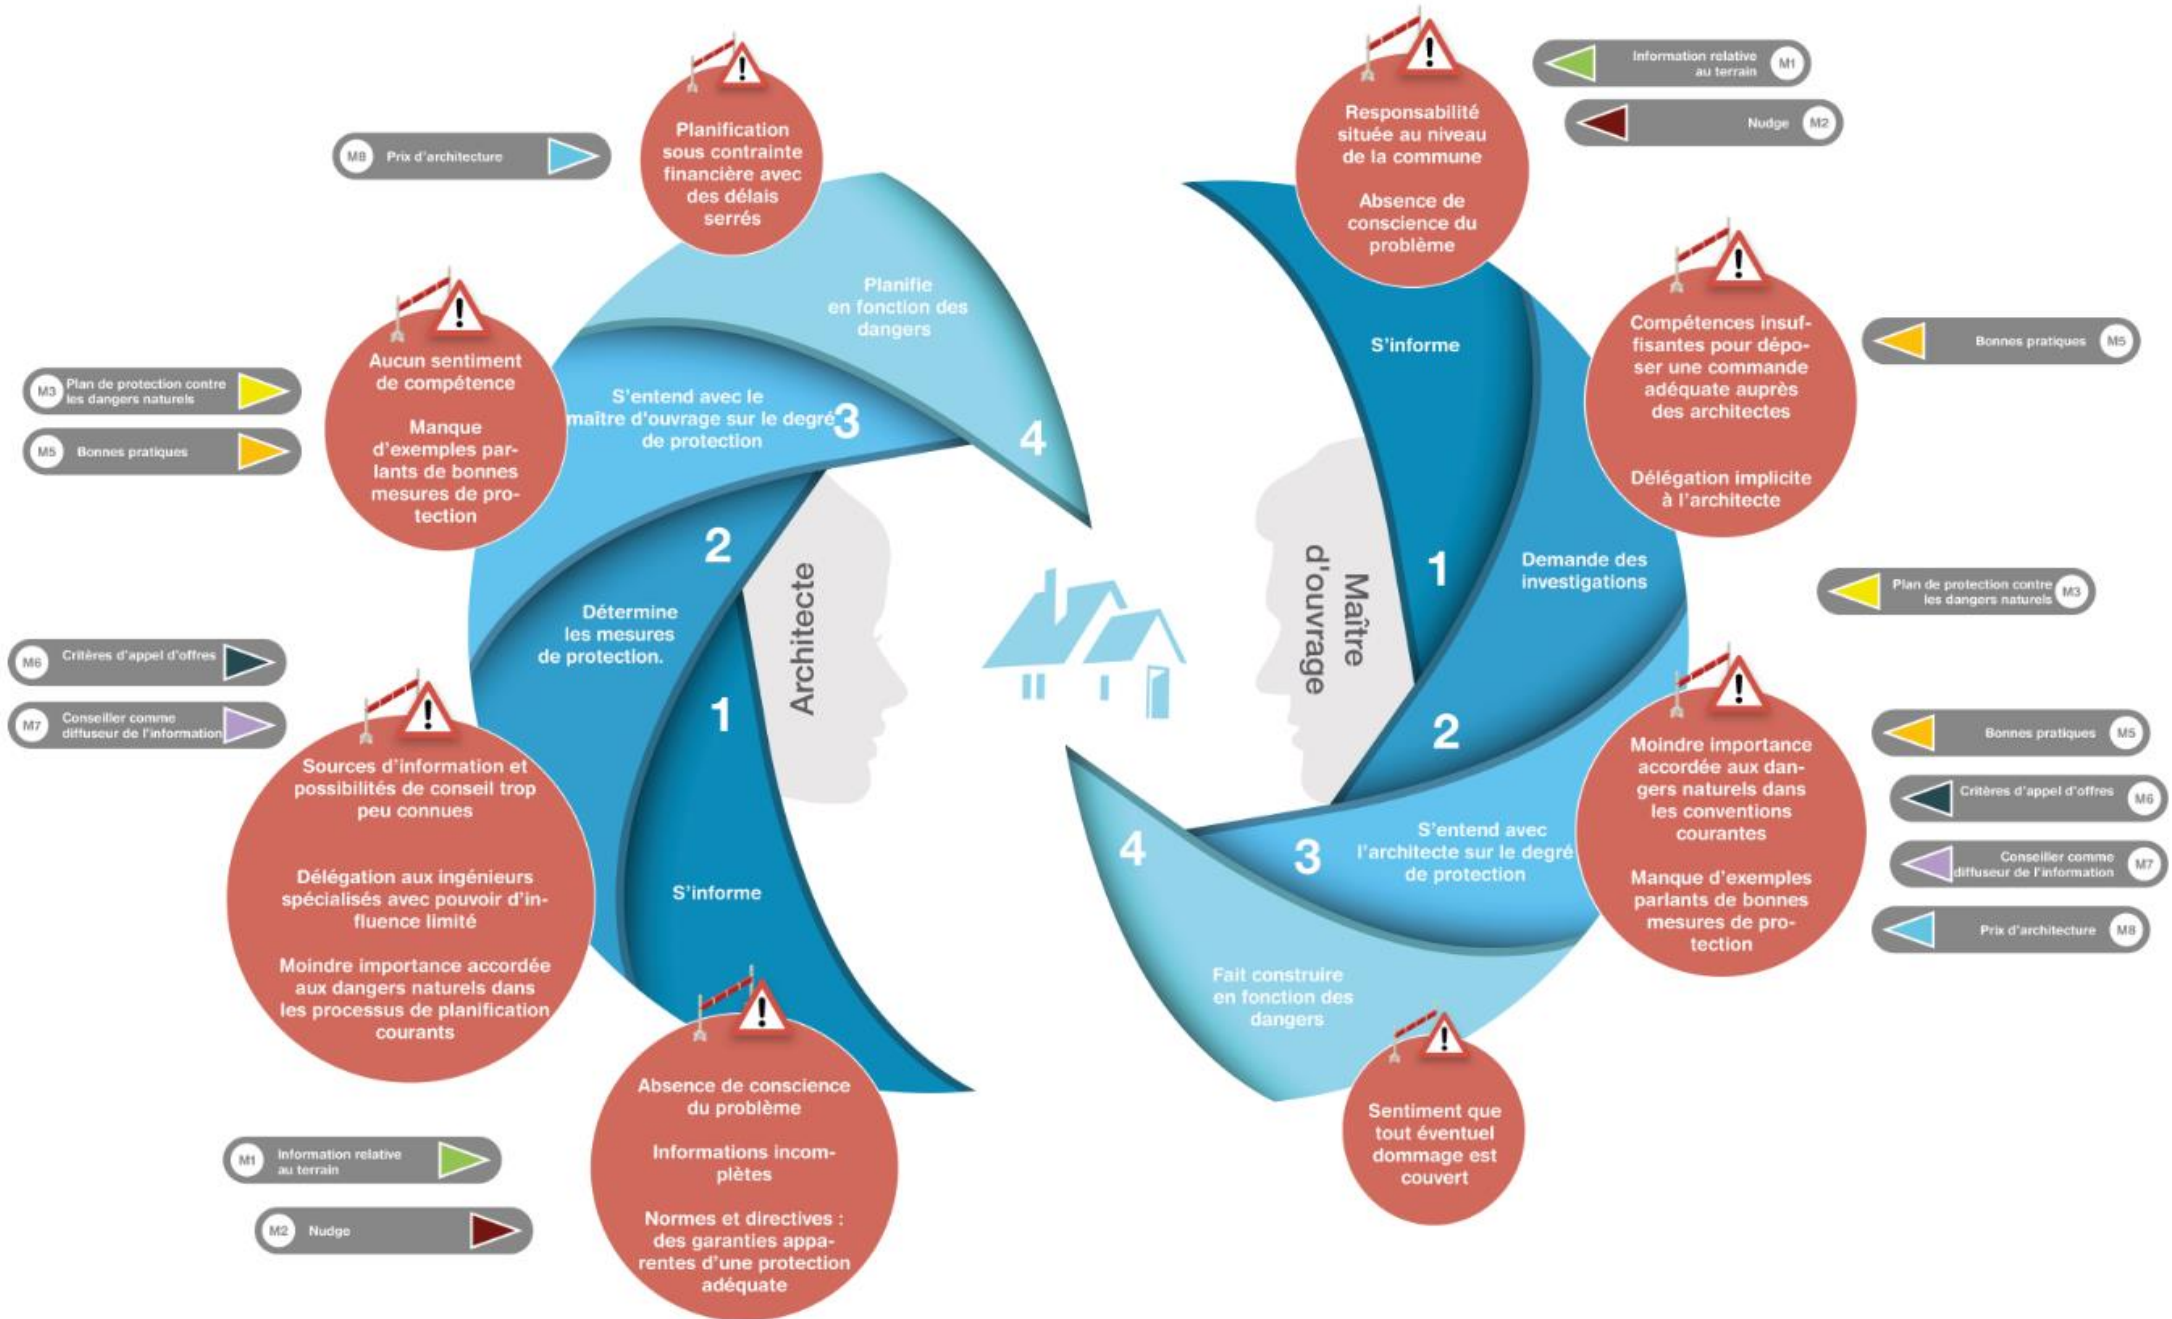 M8 Prix d'architecture
Planification
sous contrainte
financière avec
des délais
serrés
Planifie
en fonction des
dangers
4
Aucun sentiment
de compétence
Manque
d'exemples par-
lants de bonnes
mesures de pro-
tection
M3 Plan de protection contre
les dangers naturels
M5 Bonnes pratiques
S'entend avec le
maître d'ouvrage sur le degré
de protection
3
2
Détermine
les mesures
de protection.
M6 Critères d'appel d'offres
M7 Conseiller comme
diffuseur de l'information
Sources d'information et
possibilités de conseil trop
peu connues
Délégation aux ingénieurs
spécialisés avec pouvoir d'in-
fluence limité
Moindre importance accordée
aux dangers naturels dans
les processus de planification
courants
1
S'informe
Absence de conscience
du problème
Informations incom-
plètes
Normes et directives :
des garanties appa-
rentes d'une protection
adéquate
M1 Information relative
au terrain
M2 Nudge
Architecte
Maître
d'ouvrage
Responsabilité
située au niveau
de la commune
Absence de
conscience du
problème
Information relative
au terrain M1
Nudge M2
S'informe
1
Compétences insuf-
fisantes pour dépo-
ser une commande
adéquate auprès
des architectes
Délégation implicite
à l'architecte
Bonnes pratiques M5
Demande des
investigations
2
Plan de protection contre
les dangers naturels M3
Moindre importance
accordée aux dan-
gers naturels dans
les conventions
courantes
Manque d'exemples
parlants de bonnes
mesures de pro-
tection
Bonnes pratiques M5
Critères d'appel d'offres M6
Conseiller comme
diffuseur de l'information M7
Prix d'architecture M8
3
S'entend avec
l'architecte sur le degré
de protection
4
Fait construire
en fonction des
dangers
Sentiment que
tout éventuel
dommage est
couvert